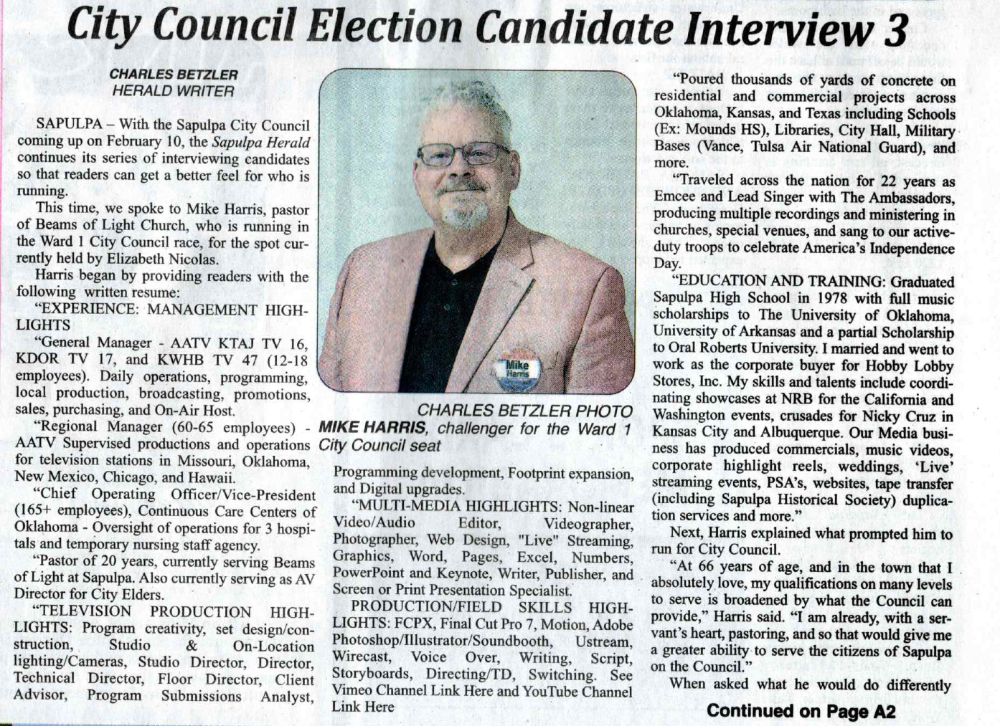 City Council Election Candidate Interview 3
CHARLES BETZLER
HERALD WRITER
SAPULPA – With the Sapulpa City Council
coming up on February 10, the Sapulpa Herald
continues its series of interviewing candidates
so that readers can get a better feel for who is
running.
This time, we spoke to Mike Harris, pastor
of Beams of Light Church, who is running in
the Ward 1 City Council race, for the spot cur-
rently held by Elizabeth Nicolas.
Harris began by providing readers with the
following written resume:
“EXPERIENCE: MANAGEMENT HIGH-
LIGHTS
“General Manager - AATV KTAJ TV 16,
KDOR TV 17, and KWHB TV 47 (12-18
employees). Daily operations, programming,
local production, broadcasting, promotions,
sales, purchasing, and On-Air Host.
“Regional Manager (60-65 employees) -
AATV Supervised productions and operations
for television stations in Missouri, Oklahoma,
New Mexico, Chicago, and Hawaii.
“Chief Operating Officer/Vice-President
(165+ employees), Continuous Care Centers of
Oklahoma - Oversight of operations for 3 hospi-
tals and temporary nursing staff agency.
“Pastor of 20 years, currently serving Beams
of Light at Sapulpa. Also currently serving as AV
Director for City Elders.
“TELEVISION PRODUCTION HIGH-
LIGHTS: Program creativity, set design/con-
struction, Studio & On-Location
lighting/Cameras, Studio Director, Director,
Technical Director, Floor Director, Client
Advisor, Program Submissions Analyst,
Mike
Harris
CHARLES BETZLER PHOTO
MIKE HARRIS, challenger for the Ward 1
City Council seat
Programming development, Footprint expansion,
and Digital upgrades.
“MULTI-MEDIA HIGHLIGHTS: Non-linear
Video/Audio Editor, Videographer,
Photographer, Web Design, "Live" Streaming,
Graphics, Word, Pages, Excel, Numbers,
PowerPoint and Keynote, Writer, Publisher, and
Screen or Print Presentation Specialist.
PRODUCTION/FIELD SKILLS HIGH-
LIGHTS: FCPX, Final Cut Pro 7, Motion, Adobe
Photoshop/Illustrator/Soundbooth, Ustream,
Wirecast, Voice Over, Writing, Script,
Storyboards, Directing/TD, Switching. See
Vimeo Channel Link Here and YouTube Channel
Link Here
“Poured thousands of yards of concrete on
residential and commercial projects across
Oklahoma, Kansas, and Texas including Schools
(Ex: Mounds HS), Libraries, City Hall, Military
Bases (Vance, Tulsa Air National Guard), and
more.
“Traveled across the nation for 22 years as
Emcee and Lead Singer with The Ambassadors,
producing multiple recordings and ministering in
churches, special venues, and sang to our active-
duty troops to celebrate America’s Independence
Day.
“EDUCATION AND TRAINING: Graduated
Sapulpa High School in 1978 with full music
scholarships to The University of Oklahoma,
University of Arkansas and a partial Scholarship
to Oral Roberts University. I married and went to
work as the corporate buyer for Hobby Lobby
Stores, Inc. My skills and talents include coordi-
nating showcases at NRB for the California and
Washington events, crusades for Nicky Cruz in
Kansas City and Albuquerque. Our Media busi-
ness has produced commercials, music videos,
corporate highlight reels, weddings, ‘Live’
streaming events, PSA’s, websites, tape transfer
(including Sapulpa Historical Society) duplica-
tion services and more.”
Next, Harris explained what prompted him to
run for City Council.
“At 66 years of age, and in the town that I
absolutely love, my qualifications on many levels
to serve is broadened by what the Council can
provide,” Harris said. “I am already, with a ser-
vant’s heart, pastoring, and so that would give me
a greater ability to serve the citizens of Sapulpa
on the Council.”
When asked what he would do differently
Continued on Page A2